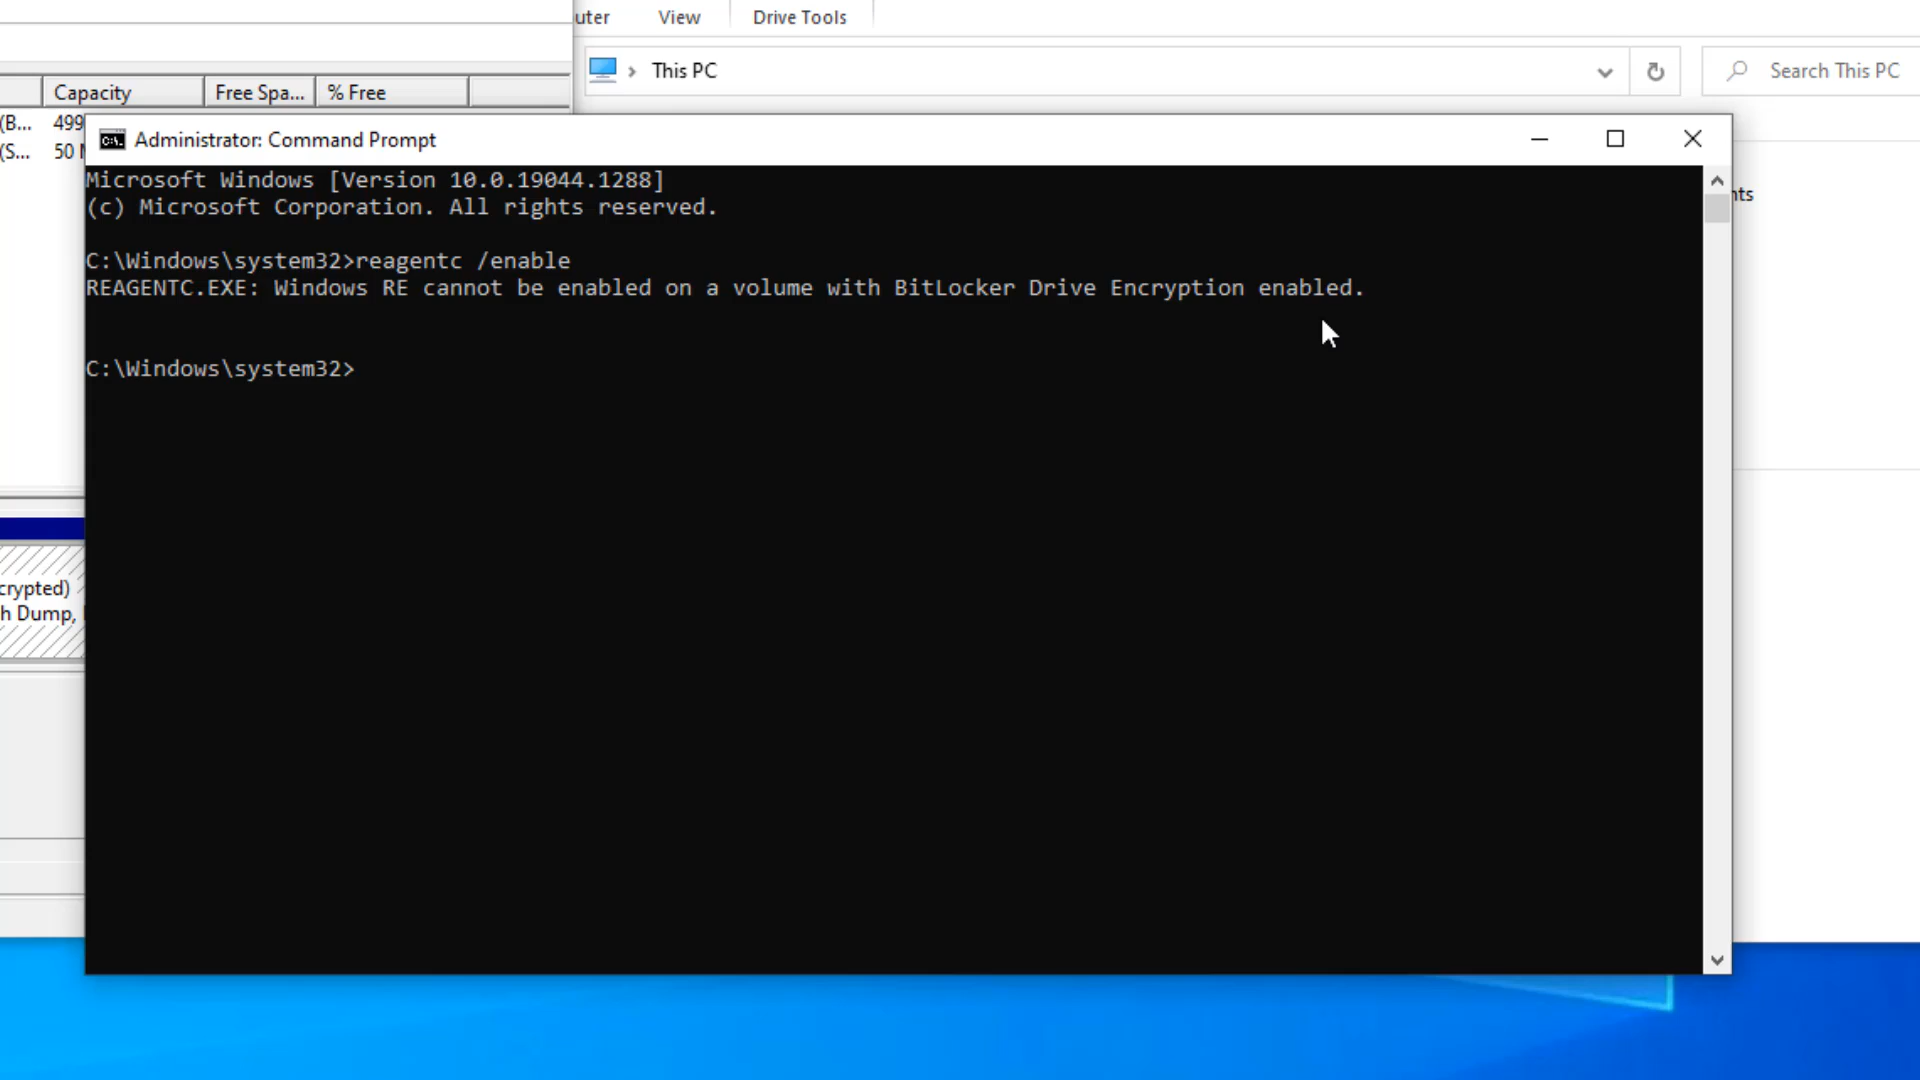 uter View Drive Tools
This PC
Search This PC
Capacity Free Spa... % Free
(B... 499
(S... 50
Administrator: Command Prompt
Microsoft Windows [Version 10.0.19044.1288]
(c) Microsoft Corporation. All rights reserved.
nts
C:\Windows\system32>reagentc /enable
REAGENTC.EXE: Windows RE cannot be enabled on a volume with BitLocker Drive Encryption enabled.
C:\Windows\system32>
crypted)
h Dump,